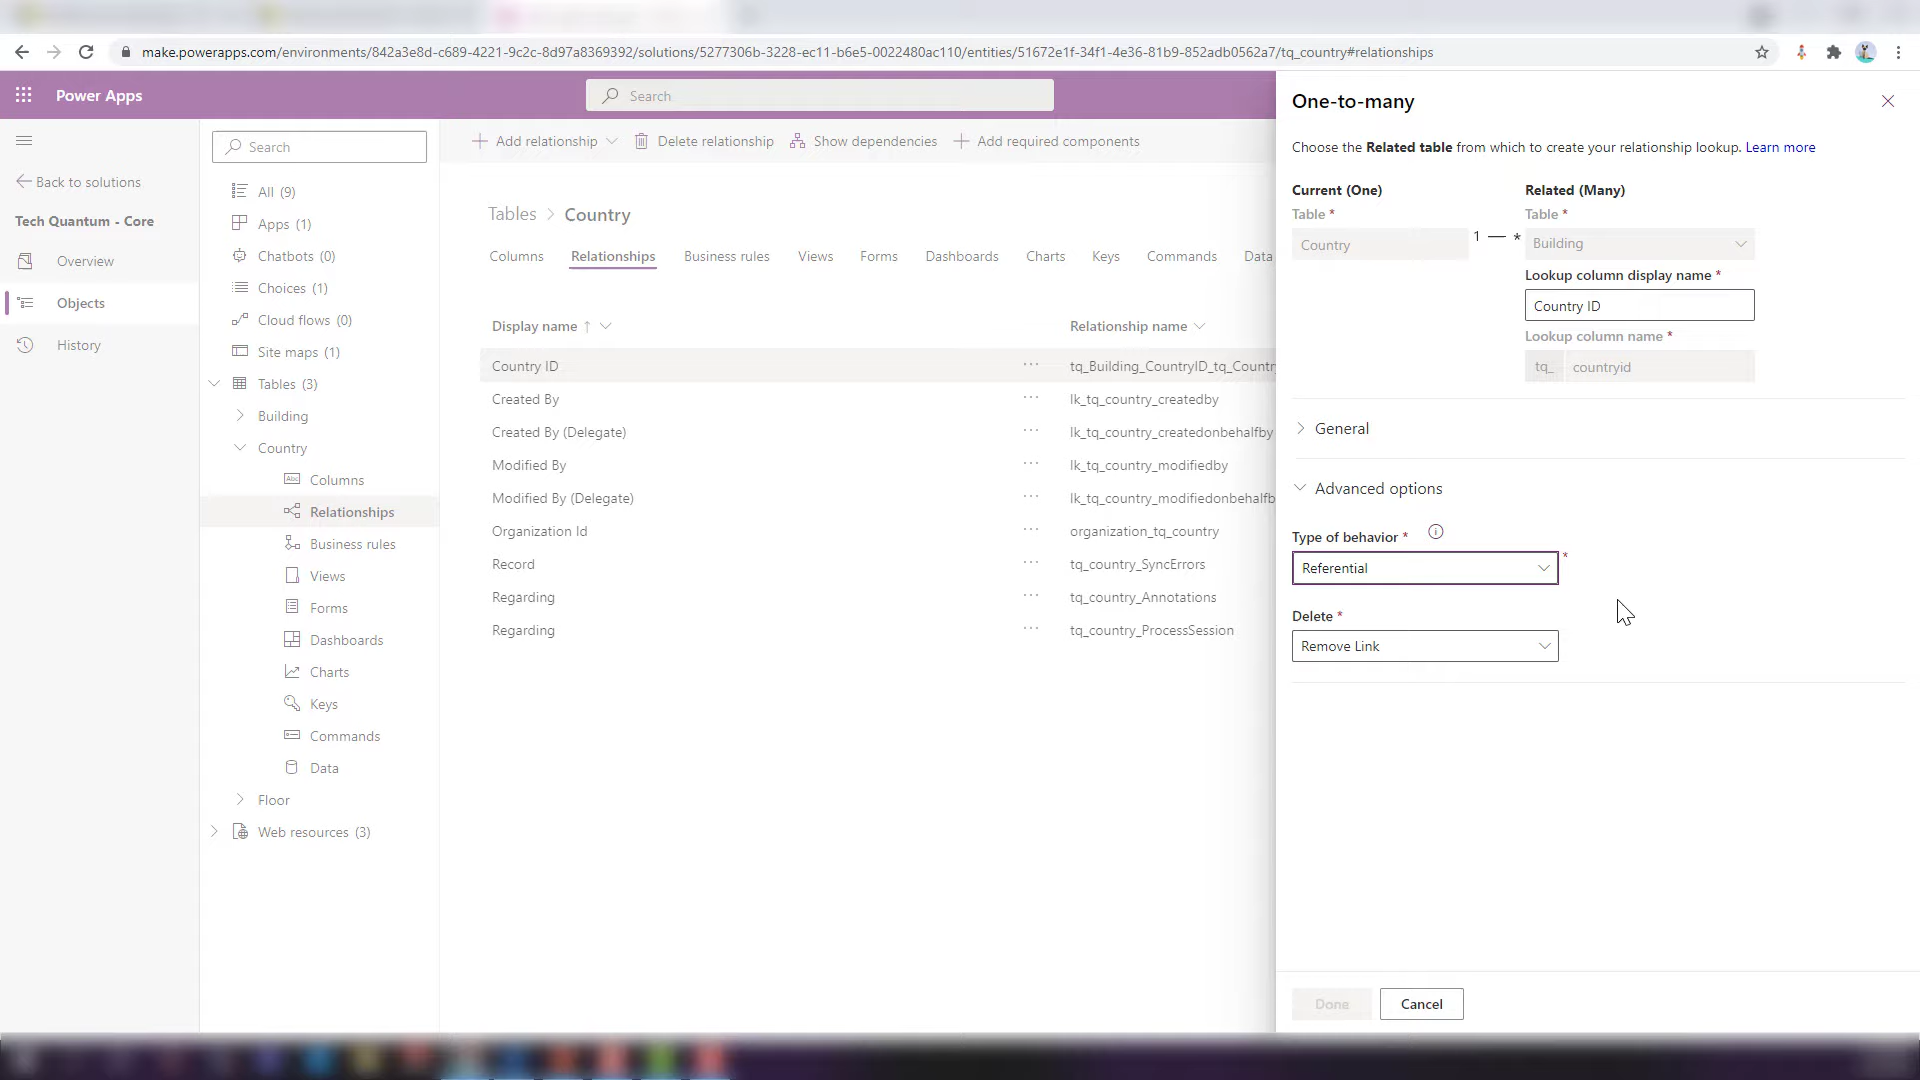 make.powerapps.com/environments/842a3e8d-c689-4221-9c2c-8d97a8369392/solutions/5277306b-3228-ec11-b6e5-0022480ac110/entities/51672e1f-34f1-4e36-81b9-852adb0562a7/tq_country#relationships
Power Apps
Search
Search
Back to solutions
Tech Quantum - Core
Overview
Objects
History
All (9)
Apps (1)
Chatbots (0)
Choices (1)
Cloud flows (0)
Site maps (1)
Tables (3)
Building
Country
Abc Columns
Relationships
Business rules
Views
Forms
Dashboards
Charts
Keys
Commands
Data
Floor
Web resources (3)
Add relationship Delete relationship Show dependencies Add required components
Tables > Country
Columns Relationships Business rules Views Forms Dashboards Charts Keys Commands Data
Display name ↑ Relationship name
Country ID ··· tq_Building_CountryID_tq_Country
Created By ··· lk_tq_country_createdby
Created By (Delegate) ··· lk_tq_country_createdonbehalfby
Modified By ··· lk_tq_country_modifiedby
Modified By (Delegate) ··· lk_tq_country_modifiedonbehalfb
Organization Id ··· organization_tq_country
Record ··· tq_country_SyncErrors
Regarding ··· tq_country_Annotations
Regarding ··· tq_country_ProcessSession
One-to-many
Choose the Related table from which to create your relationship lookup. Learn more
Current (One)
Table *
Country
1 — *
Related (Many)
Table *
Building
Lookup column display name *
Country ID
Lookup column name *
tq_ countryid
General
Advanced options
Type of behavior *
Referential *
Delete *
Remove Link
Done Cancel